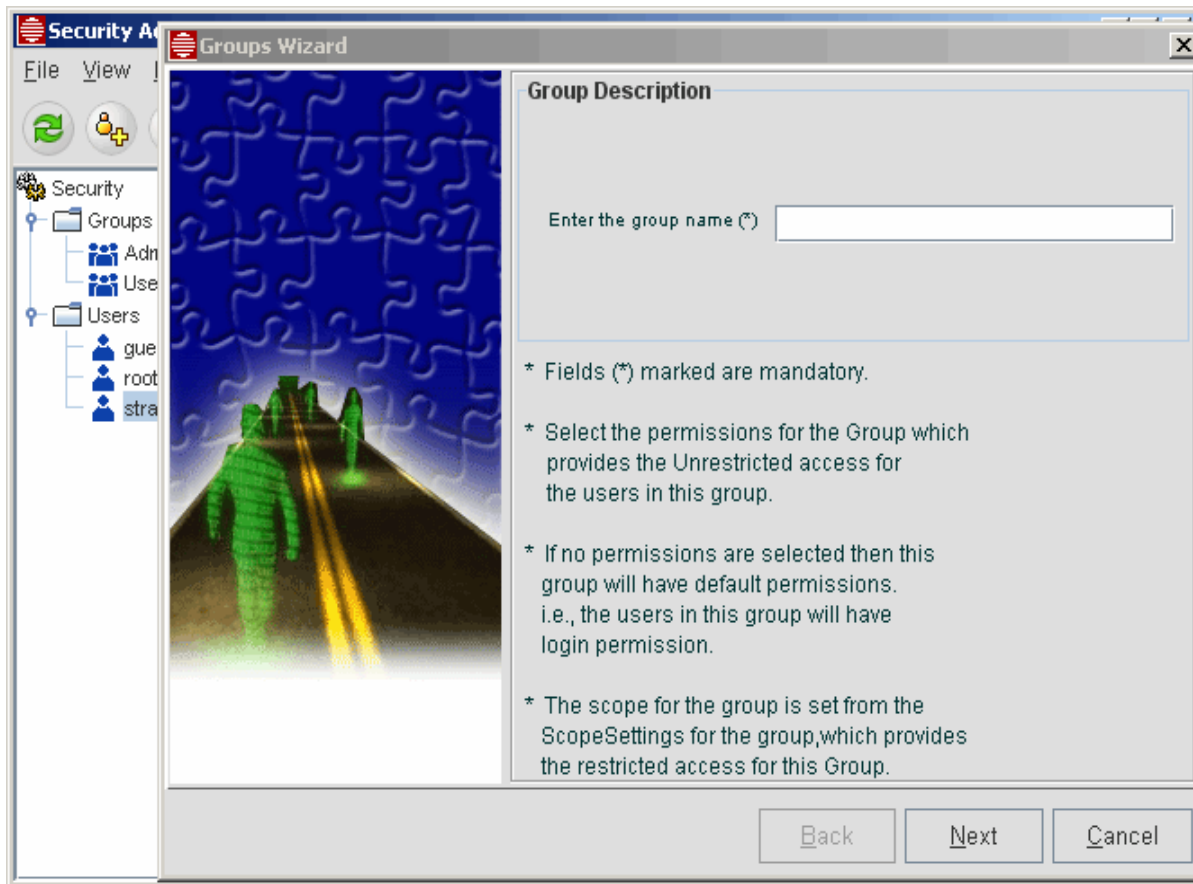 Security Ad
Groups Wizard
File View
Security
Groups
Adn
Use
Users
gue
root
stra
Group Description
Enter the group name (*)
* Fields (*) marked are mandatory.
* Select the permissions for the Group which
provides the Unrestricted access for
the users in this group.
* If no permissions are selected then this
group will have default permissions.
i.e., the users in this group will have
login permission.
* The scope for the group is set from the
ScopeSettings for the group,which provides
the restricted access for this Group.
Back Next Cancel